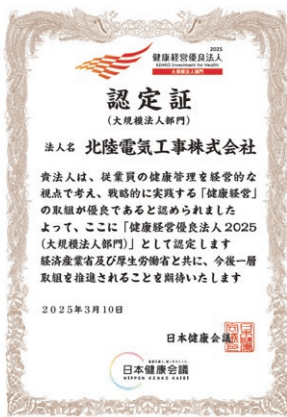 2025
健康経営優良法人
KENKO Investment for Health
大規模法人部門
認定証
(大規模法人部門)
法人名 北陸電気工事株式会社
貴法人は、従業員の健康管理を経営的な
視点で考え、戦略的に実践する「健康経営」
の取組が優良であると認められました
よって、ここに「健康経営優良法人 2025
(大規模法人部門)」として認定します
経済産業省及び厚生労働省と共に、今後一層
取組を推進されることを期待いたします
2025年3月10日
日本健康会議
日本健康会議
NIPPON KENKO KAIGI